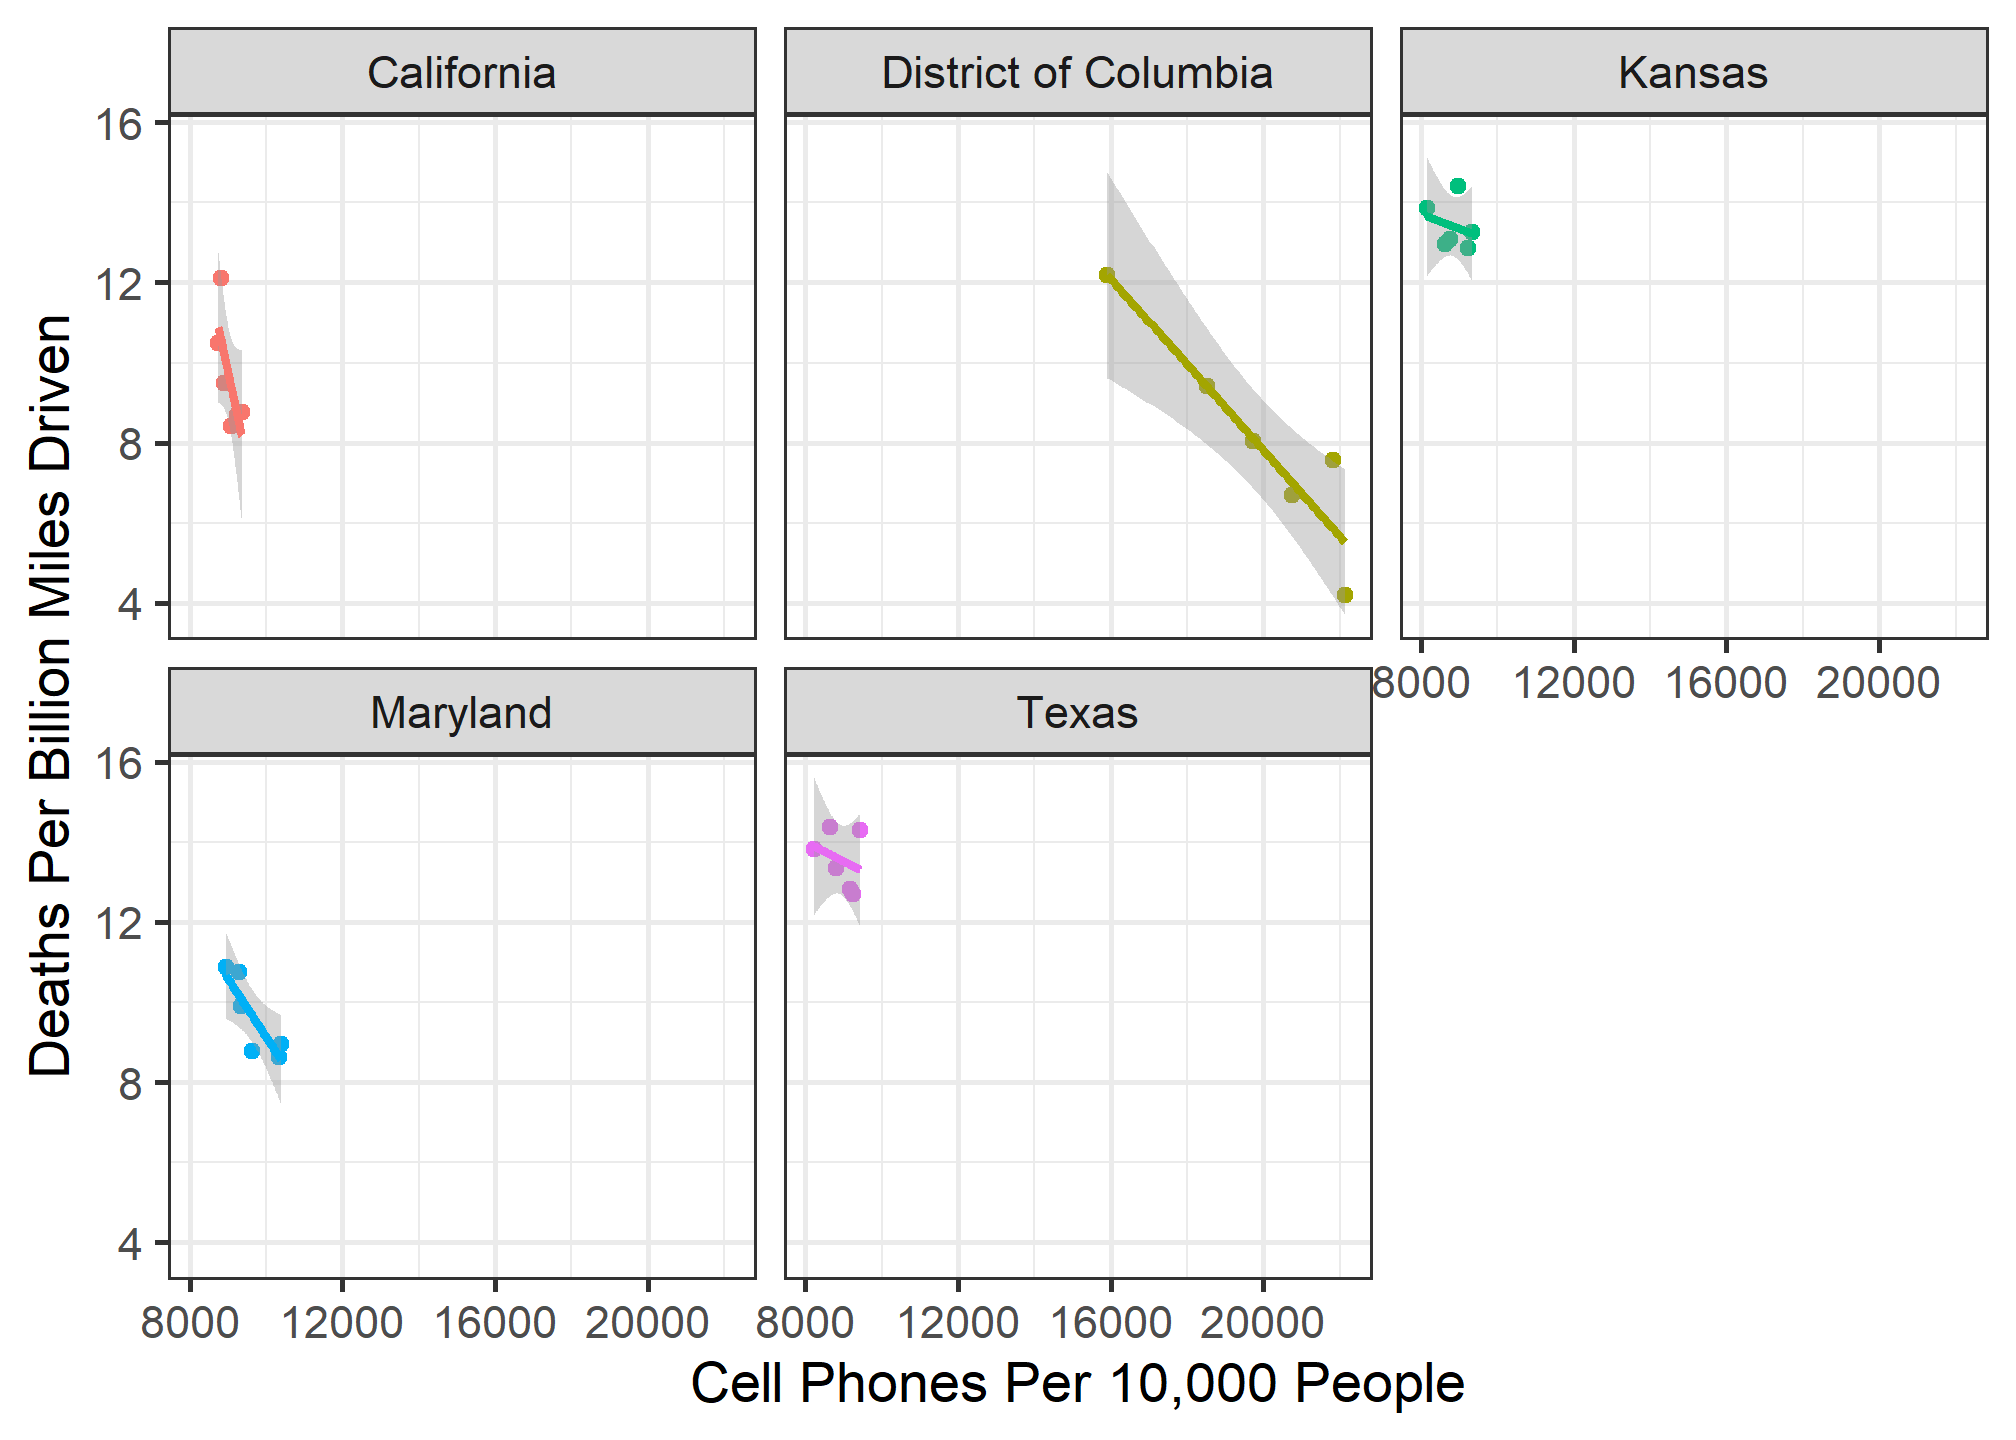 California
District of Columbia
Kansas
16
12
8
4
8000 12000 16000 20000
Maryland
Texas
16
12
8
4
8000 12000 16000 20000
8000 12000 16000 20000
Cell Phones Per 10,000 People
Deaths Per Billion Miles Driven